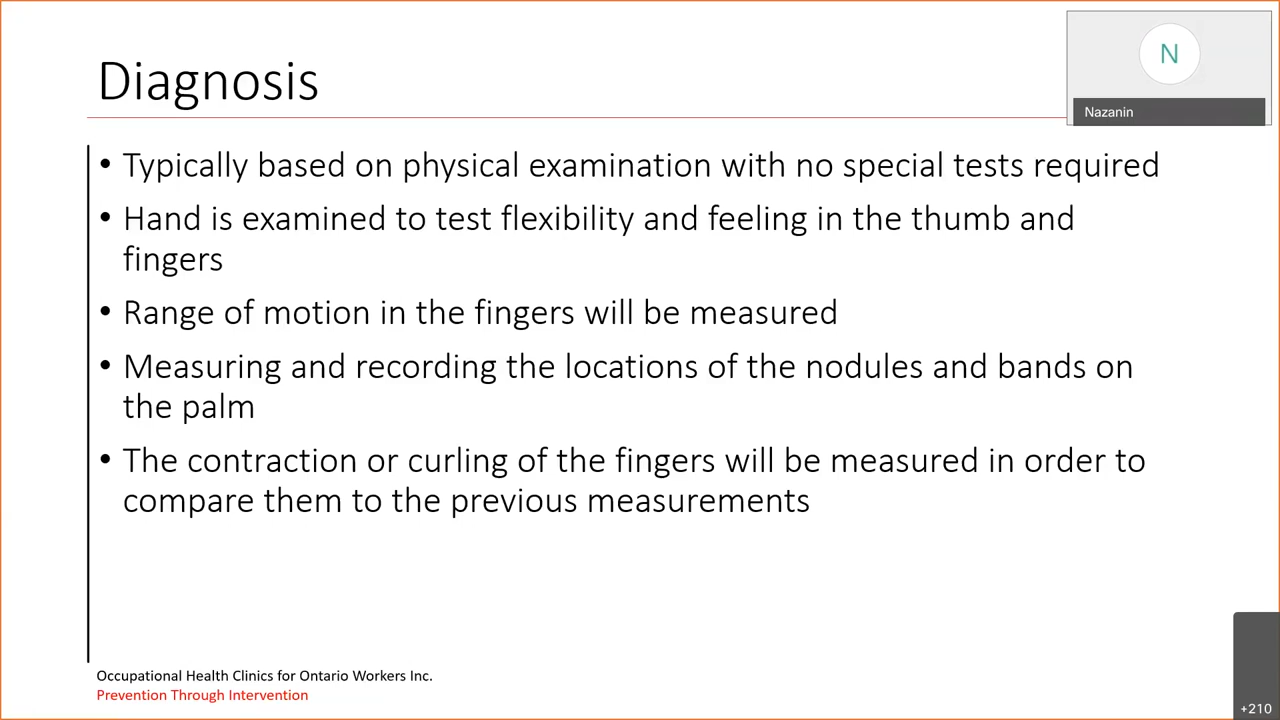 Diagnosis
N
Nazanin
• Typically based on physical examination with no special tests required
• Hand is examined to test flexibility and feeling in the thumb and
fingers
• Range of motion in the fingers will be measured
• Measuring and recording the locations of the nodules and bands on
the palm
• The contraction or curling of the fingers will be measured in order to
compare them to the previous measurements
Occupational Health Clinics for Ontario Workers Inc.
Prevention Through Intervention
+210